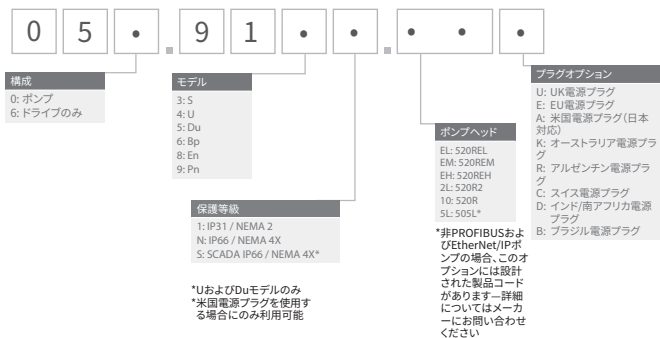 05•.91••.•••
構成
0: ポンプ
6: ドライブのみ
モデル
3: S
4: U
5: Du
6: Bp
8: En
9: Pn
保護等級
1: IP31 / NEMA 2
N: IP66 / NEMA 4X
S: SCADA IP66 / NEMA 4X*
*UおよびDuモデルのみ
*米国電源プラグを使用す
る場合にのみ利用可能
ポンプヘッド
EL: 520REL
EM: 520REM
EH: 520REH
2L: 520R2
10: 520R
5L: 505L*
*非PROFIBUSおよ
びEtherNet/IPポ
ンプの場合、このオ
プションには設計
された製品コード
があります—詳細
についてはメーカ
ーにお問い合わせ
ください
プラグオプション
U: UK電源プラグ
E: EU電源プラグ
A: 米国電源プラグ(日本
対応)
K: オーストラリア電源プラ
グ
R: アルゼンチン電源プラ
グ
C: スイス電源プラグ
D: インド/南アフリカ電源
プラグ
B: ブラジル電源プラグ